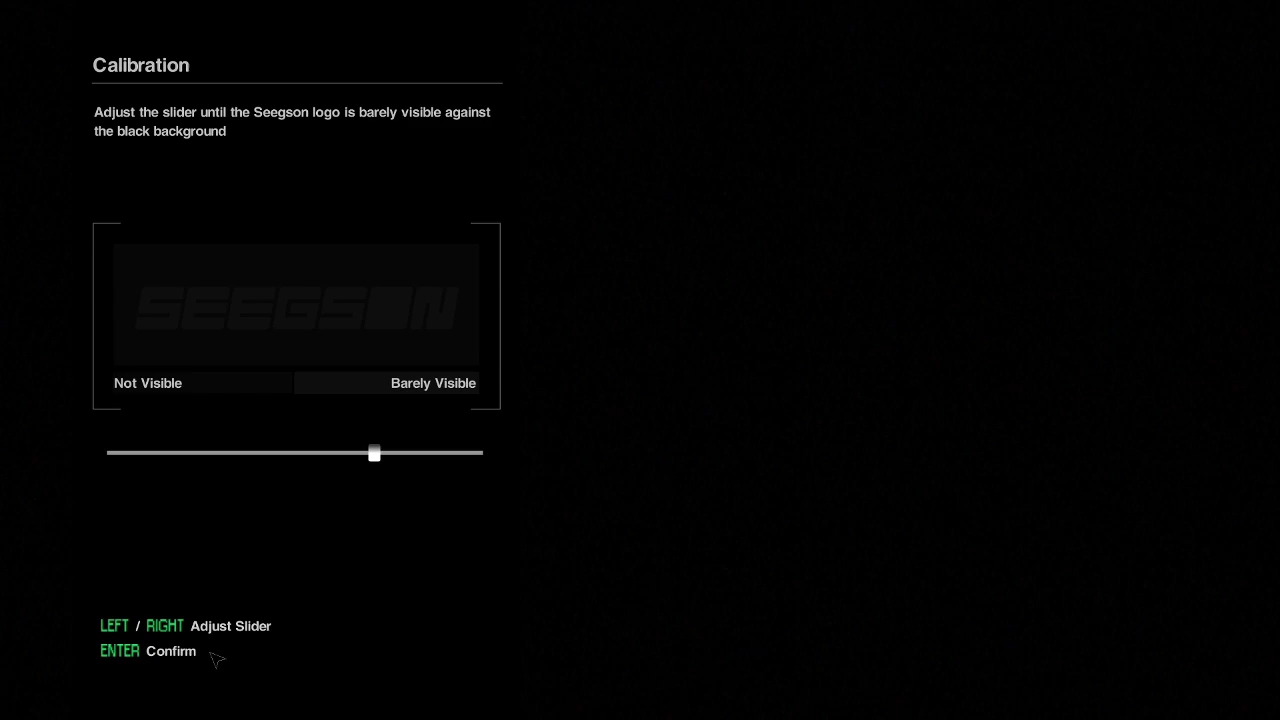 Calibration
Adjust the slider until the Seegson logo is barely visible against
the black background
SEEGSON
Not Visible
Barely Visible
LEFT / RIGHT Adjust Slider
ENTER Confirm